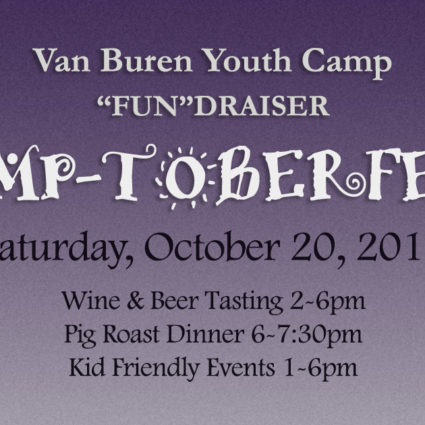 Van Buren Youth Camp
“FUN”DRAISER
MP-TOBERFE
aturday, October 20, 201
Wine & Beer Tasting 2-6pm
Pig Roast Dinner 6-7:30pm
Kid Friendly Events 1-6pm